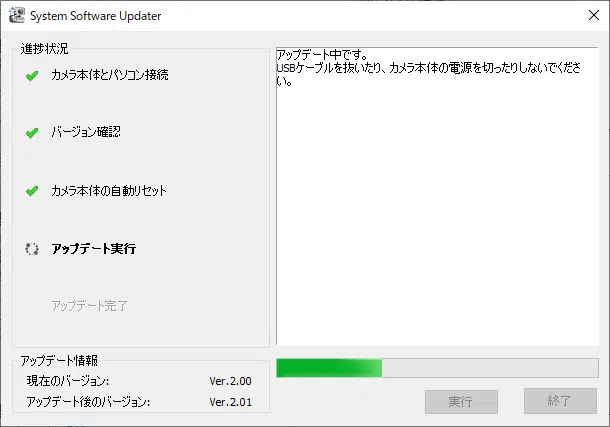 System Software Updater
進捗状況
カメラ本体とパソコン接続
バージョン確認
カメラ本体の自動リセット
アップデート実行
アップデート完了
アップデート中です。
USBケーブルを抜いたり、カメラ本体の電源を切ったりしないでくださ
い。
アップデート情報
現在のバージョン: Ver.2.00
アップデート後のバージョン: Ver.2.01
実行
終了